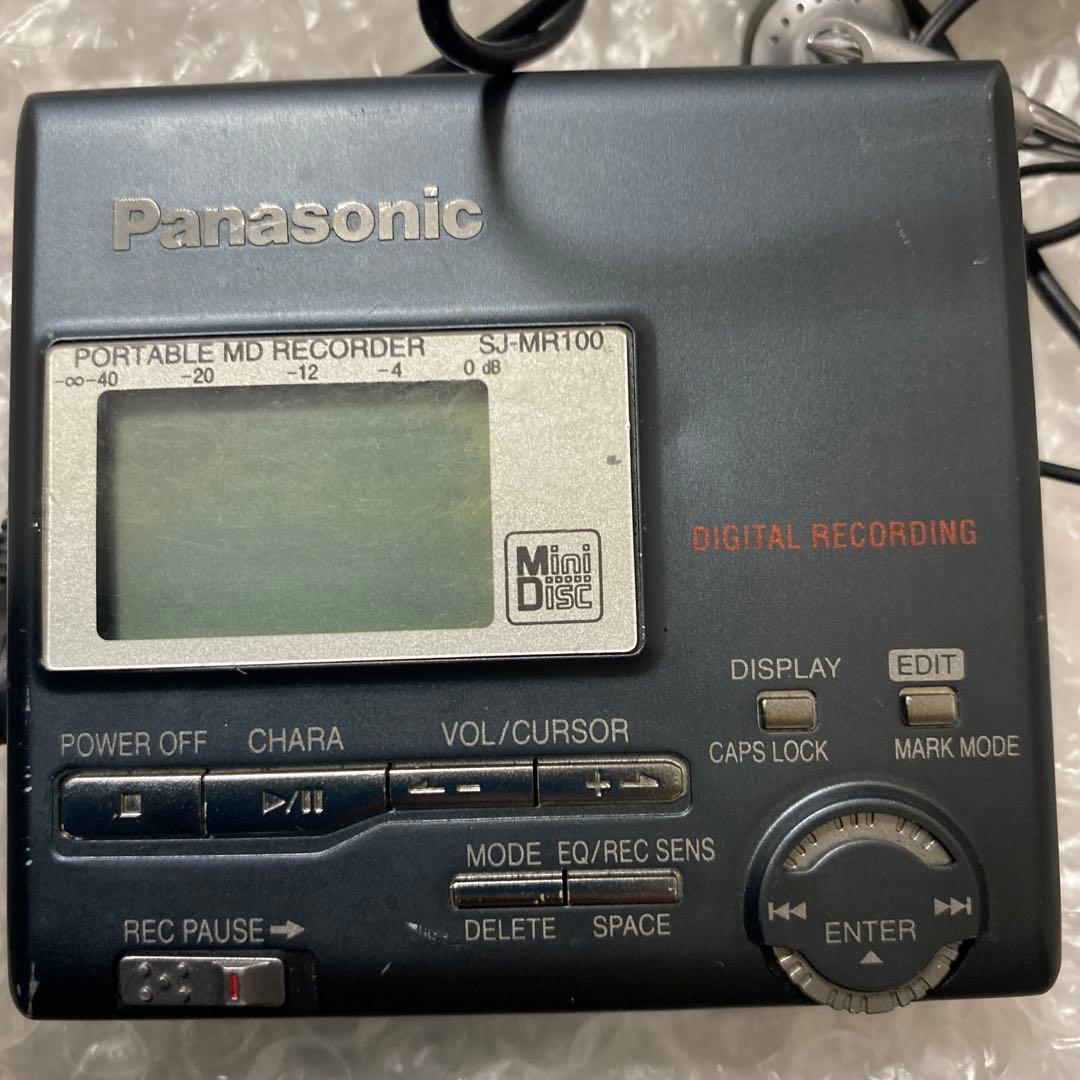 Panasonic
PORTABLE MD RECORDER SJ-MR100
-∞-40 -20 -12 -4 0 dB
Mini
Disc
DIGITAL RECORDING
DISPLAY EDIT
CAPS LOCK MARK MODE
POWER OFF CHARA VOL/CURSOR
− +
MODE EQ/REC SENS
DELETE SPACE
ENTER
REC PAUSE →